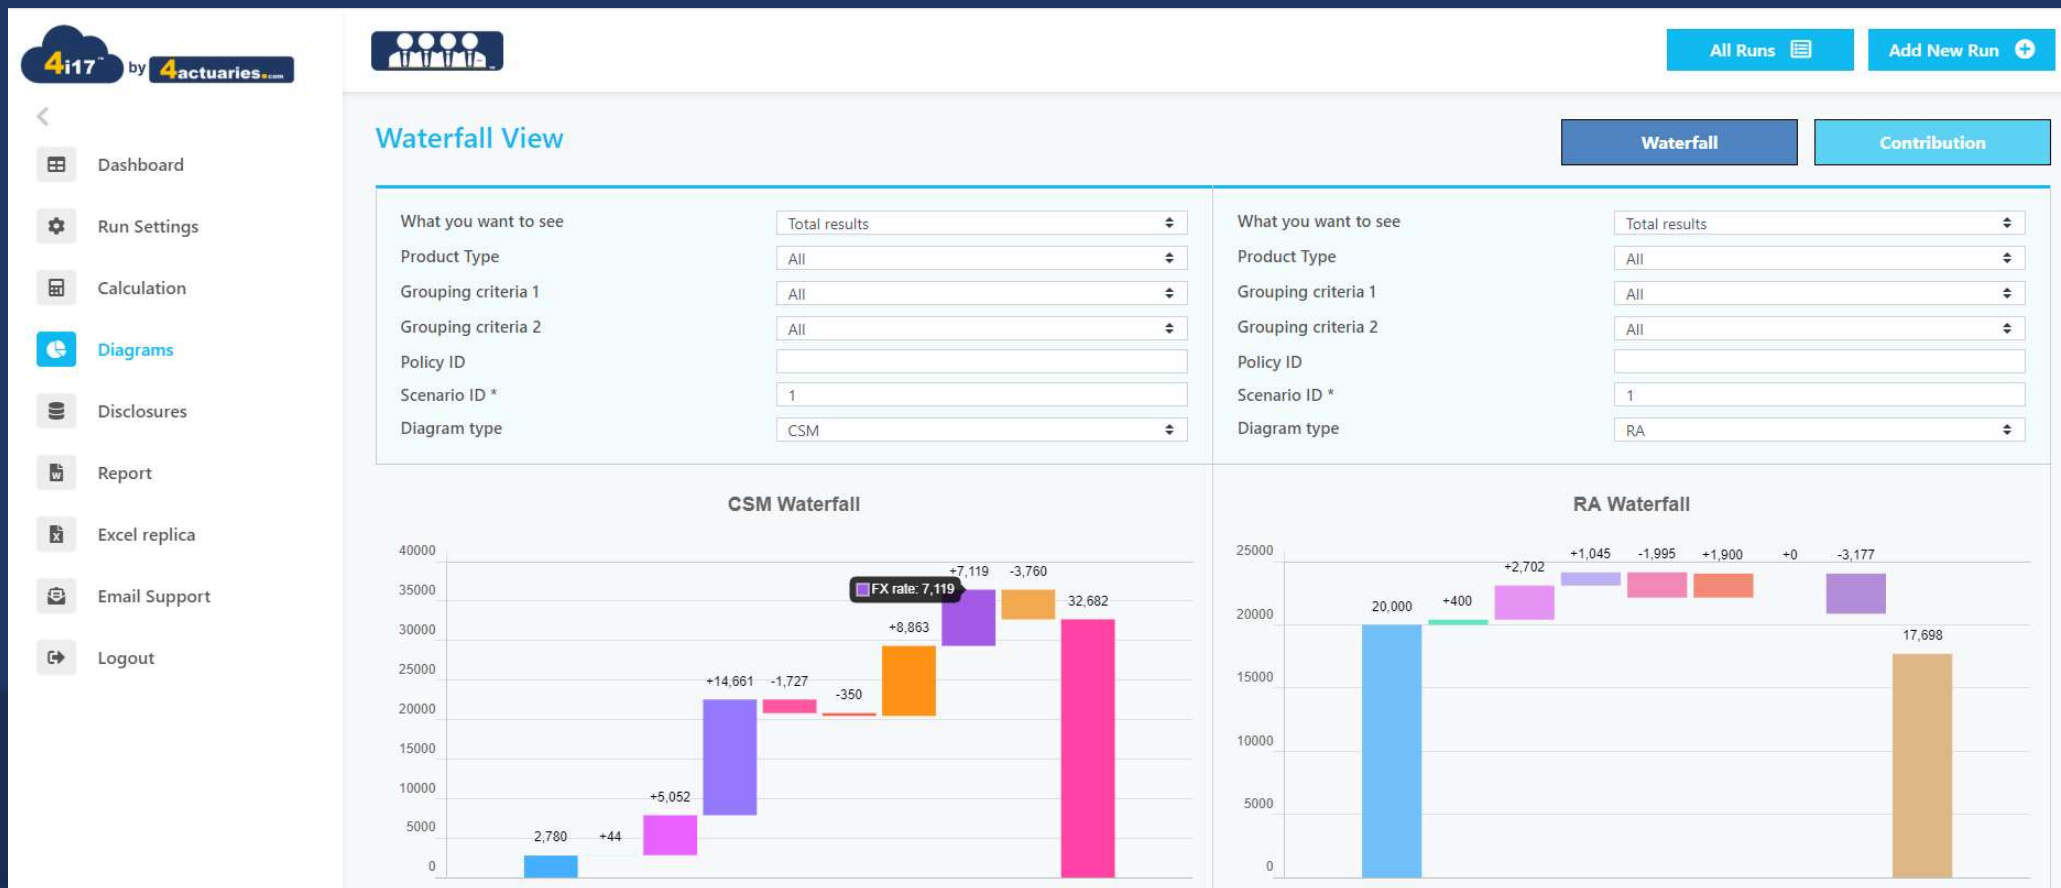 4i17™ by 4actuaries.com
All Runs
Add New Run
Dashboard
Run Settings
Calculation
Diagrams
Disclosures
Report
Excel replica
Email Support
Logout
Waterfall View
Waterfall
Contribution
What you want to see
Total results
Product Type
All
Grouping criteria 1
All
Grouping criteria 2
All
Policy ID
Scenario ID *
1
Diagram type
CSM
What you want to see
Total results
Product Type
All
Grouping criteria 1
All
Grouping criteria 2
All
Policy ID
Scenario ID *
1
Diagram type
RA
CSM Waterfall
40000
35000
30000
25000
20000
15000
10000
5000
0
2,780
+44
+5,052
+14,661
-1,727
-350
+8,863
+7,119
-3,760
32,682
FX rate: 7,119
RA Waterfall
25000
20000
15000
10000
5000
0
20,000
+400
+2,702
+1,045
-1,995
+1,900
+0
-3,177
17,698